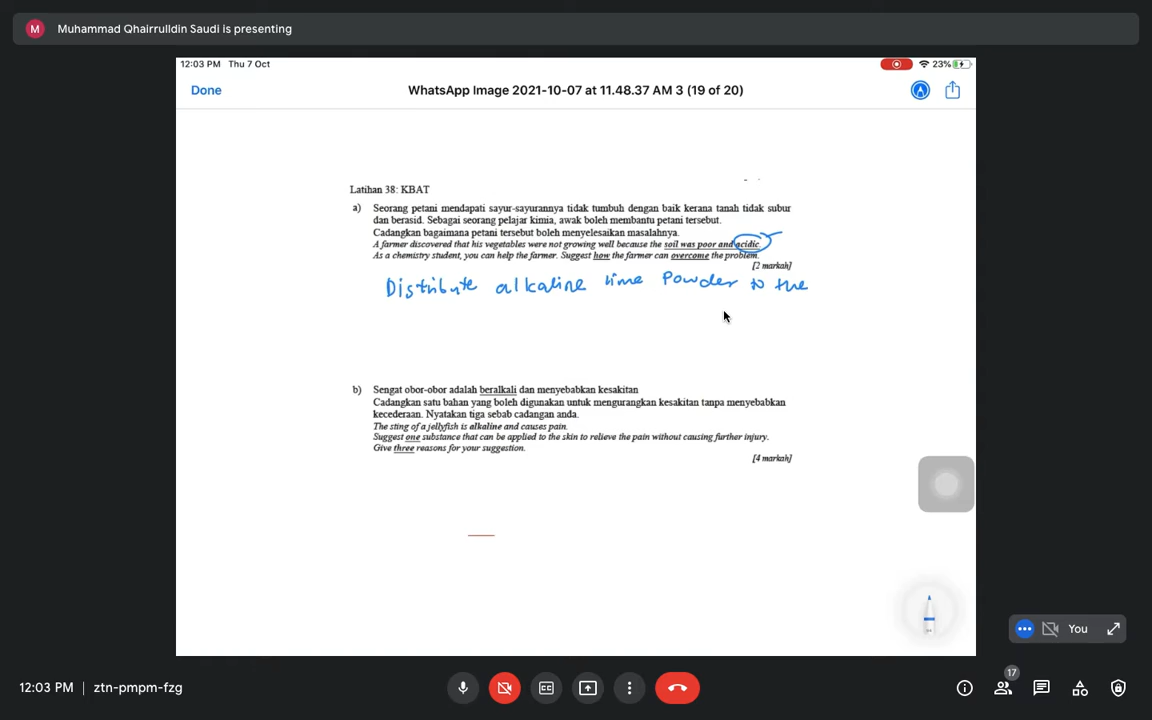 M
Muhammad Qhairrulldin Saudi is presenting
12:03 PM Thu 7 Oct
23%
Done
WhatsApp Image 2021-10-07 at 11.48.37 AM 3 (19 of 20)
Latihan 38: KBAT
a) Seorang petani mendapati sayur-sayurannya tidak tumbuh dengan baik kerana tanah tidak subur
dan berasid. Sebagai seorang pelajar kimia, awak boleh membantu petani tersebut.
Cadangkan bagaimana petani tersebut boleh menyelesaikan masalahnya.
A farmer discovered that his vegetables were not growing well because the soil was poor and acidic.
As a chemistry student, you can help the farmer. Suggest how the farmer can overcome the problem.
[2 markah]
Distribute alkaline lime Powder to the
b) Sengat obor-obor adalah beralkali dan menyebabkan kesakitan
Cadangkan satu bahan yang boleh digunakan untuk mengurangkan kesakitan tanpa menyebabkan
kecederaan. Nyatakan tiga sebab cadangan anda.
The sting of a jellyfish is alkaline and causes pain.
Suggest one substance that can be applied to the skin to relieve the pain without causing further injury.
Give three reasons for your suggestion.
[4 markah]
You
17
12:03 PM | ztn-pmpm-fzg